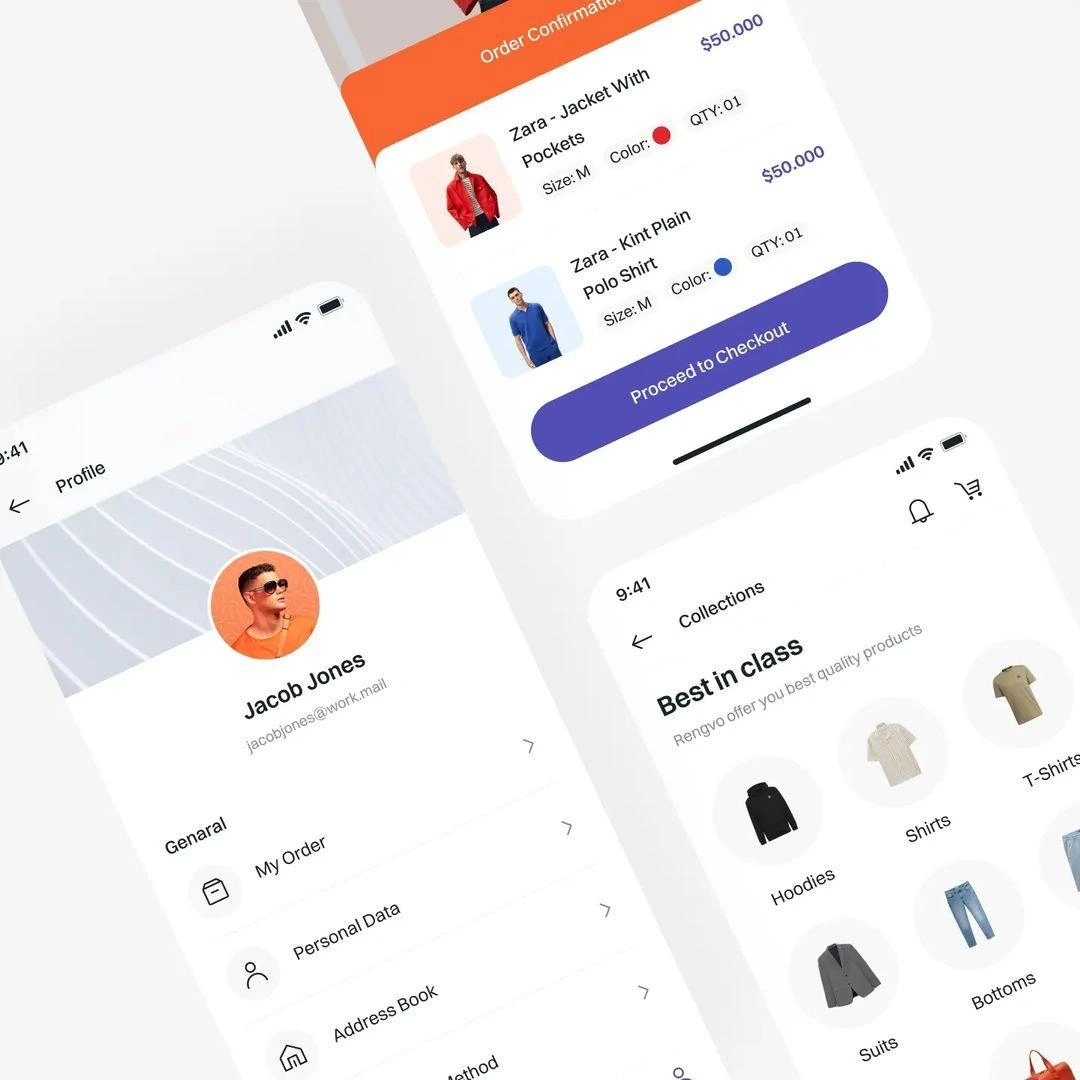 Order Confirmation
Zara - Jacket With
Pockets
$50.000
Size: M
Color:
QTY: 01
Zara - Kint Plain
Polo Shirt
$50.000
Size: M
Color:
QTY: 01
Proceed to Checkout
9:41
Profile
Jacob Jones
jacobjones@work.mail
Genaral
My Order
Personal Data
Address Book
9:41
Collections
Best in class
Rengvo offer you best quality products
Hoodies
Shirts
T-Shirts
Suits
Bottoms